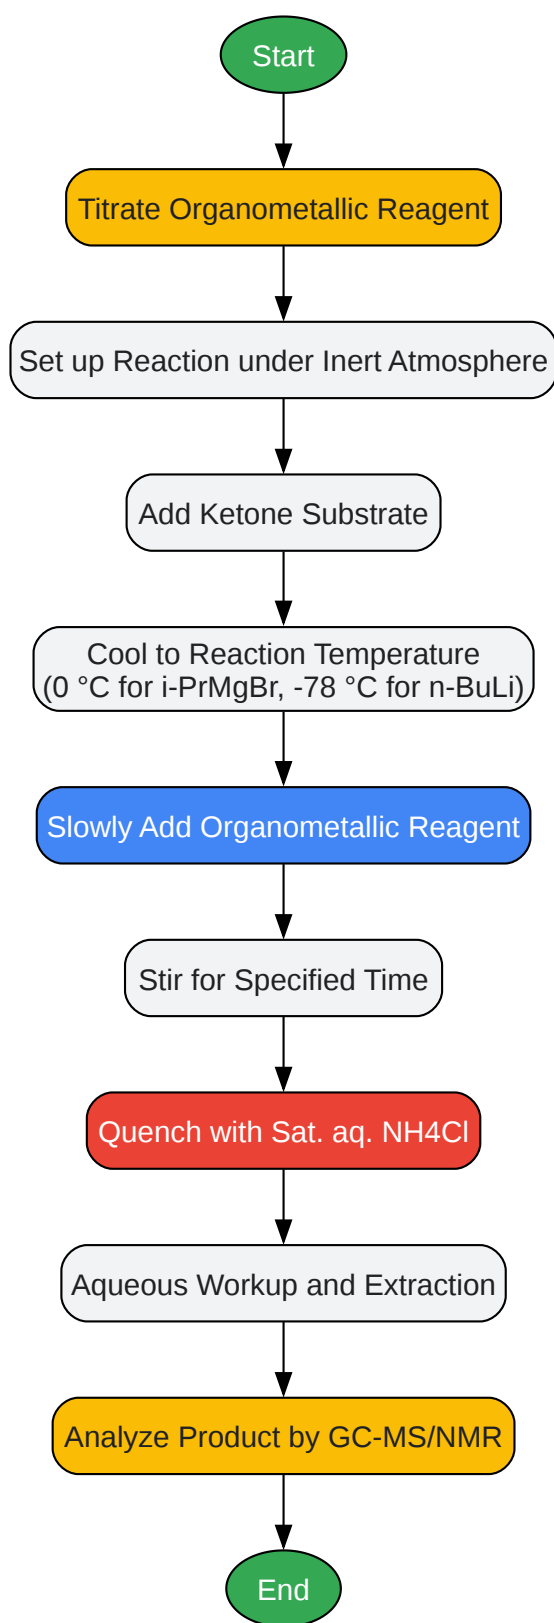 Start
Titrate Organometallic Reagent
Set up Reaction under Inert Atmosphere
Add Ketone Substrate
Cool to Reaction Temperature
(0 °C for i-PrMgBr, -78 °C for n-BuLi)
Slowly Add Organometallic Reagent
Stir for Specified Time
Quench with Sat. aq. NH4Cl
Aqueous Workup and Extraction
Analyze Product by GC-MS/NMR
End